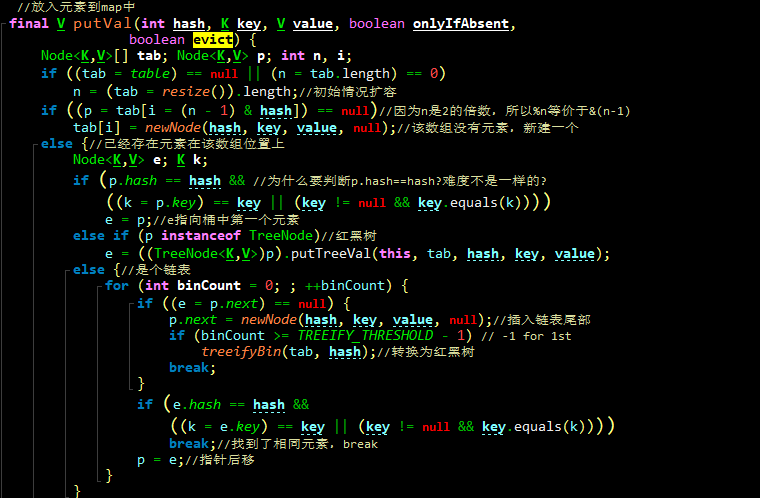 //放入元素到map中
final V putVal(int hash, K key, V value, boolean onlyIfAbsent,
boolean evict) {
Node<K,V>[] tab; Node<K,V> p; int n, i;
if ((tab = table) == null || (n = tab.length) == 0)
n = (tab = resize()).length;//初始情况扩容
if ((p = tab[i = (n - 1) & hash]) == null)//因为n是2的倍数，所以%n等价于&(n-1)
tab[i] = newNode(hash, key, value, null);//该数组没有元素，新建一个
else {//已经存在元素在该数组位置上
Node<K,V> e; K k;
if (p.hash == hash && //为什么要判断p.hash==hash?难度不是一样的?
((k = p.key) == key || (key != null && key.equals(k))))
e = p;//e指向桶中第一个元素
else if (p instanceof TreeNode)//红黑树
e = ((TreeNode<K,V>)p).putTreeVal(this, tab, hash, key, value);
else {//是个链表
for (int binCount = 0; ; ++binCount) {
if ((e = p.next) == null) {
p.next = newNode(hash, key, value, null);//插入链表尾部
if (binCount >= TREEIFY_THRESHOLD - 1) // -1 for 1st
treeifyBin(tab, hash);//转换为红黑树
break;
}
if (e.hash == hash &&
((k = e.key) == key || (key != null && key.equals(k))))
break;//找到了相同元素，break
p = e;//指针后移
}
}